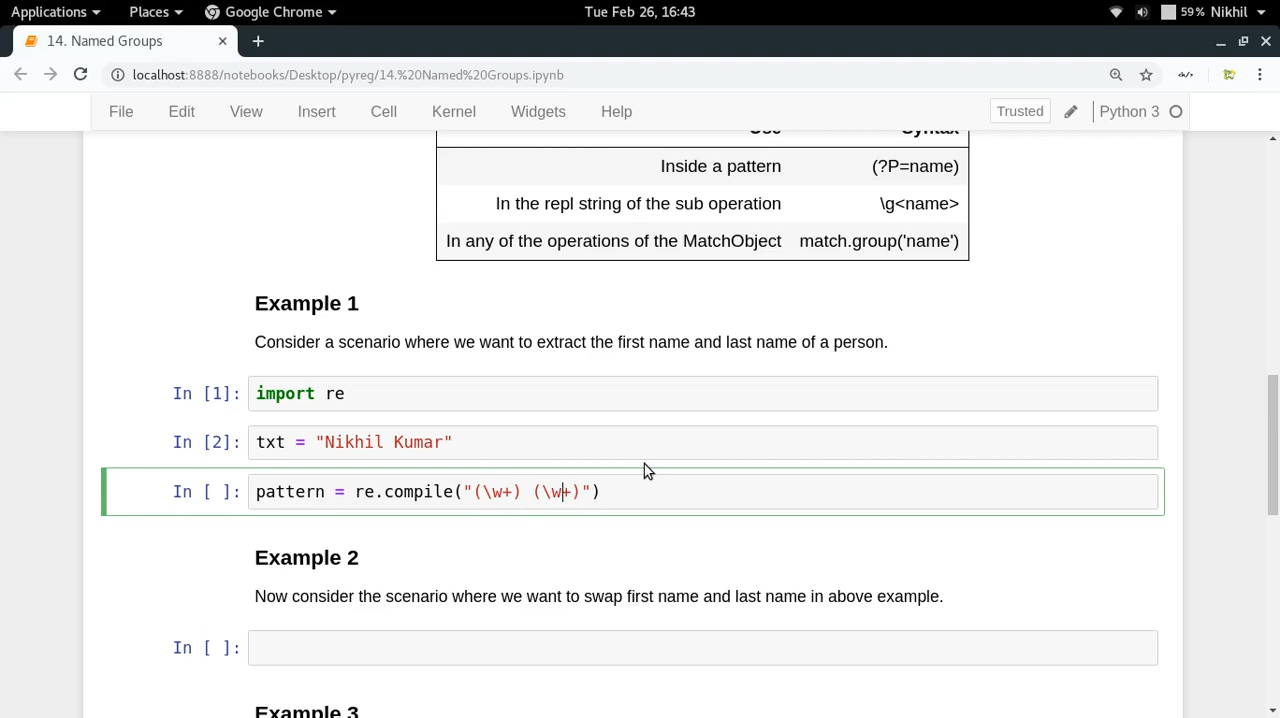 Applications Places Google Chrome Tue Feb 26, 16:43 59% Nikhil
14. Named Groups
localhost:8888/notebooks/Desktop/pyreg/14.%20Named%20Groups.ipynb
File Edit View Insert Cell Kernel Widgets Help Trusted Python 3
Use Syntax
Inside a pattern (?P=name)
In the repl string of the sub operation \g<name>
In any of the operations of the MatchObject match.group('name')
Example 1
Consider a scenario where we want to extract the first name and last name of a person.
In [1]: import re
In [2]: txt = "Nikhil Kumar"
In [ ]: pattern = re.compile("(\w+) (\w+)")
Example 2
Now consider the scenario where we want to swap first name and last name in above example.
In [ ]:
Example 3